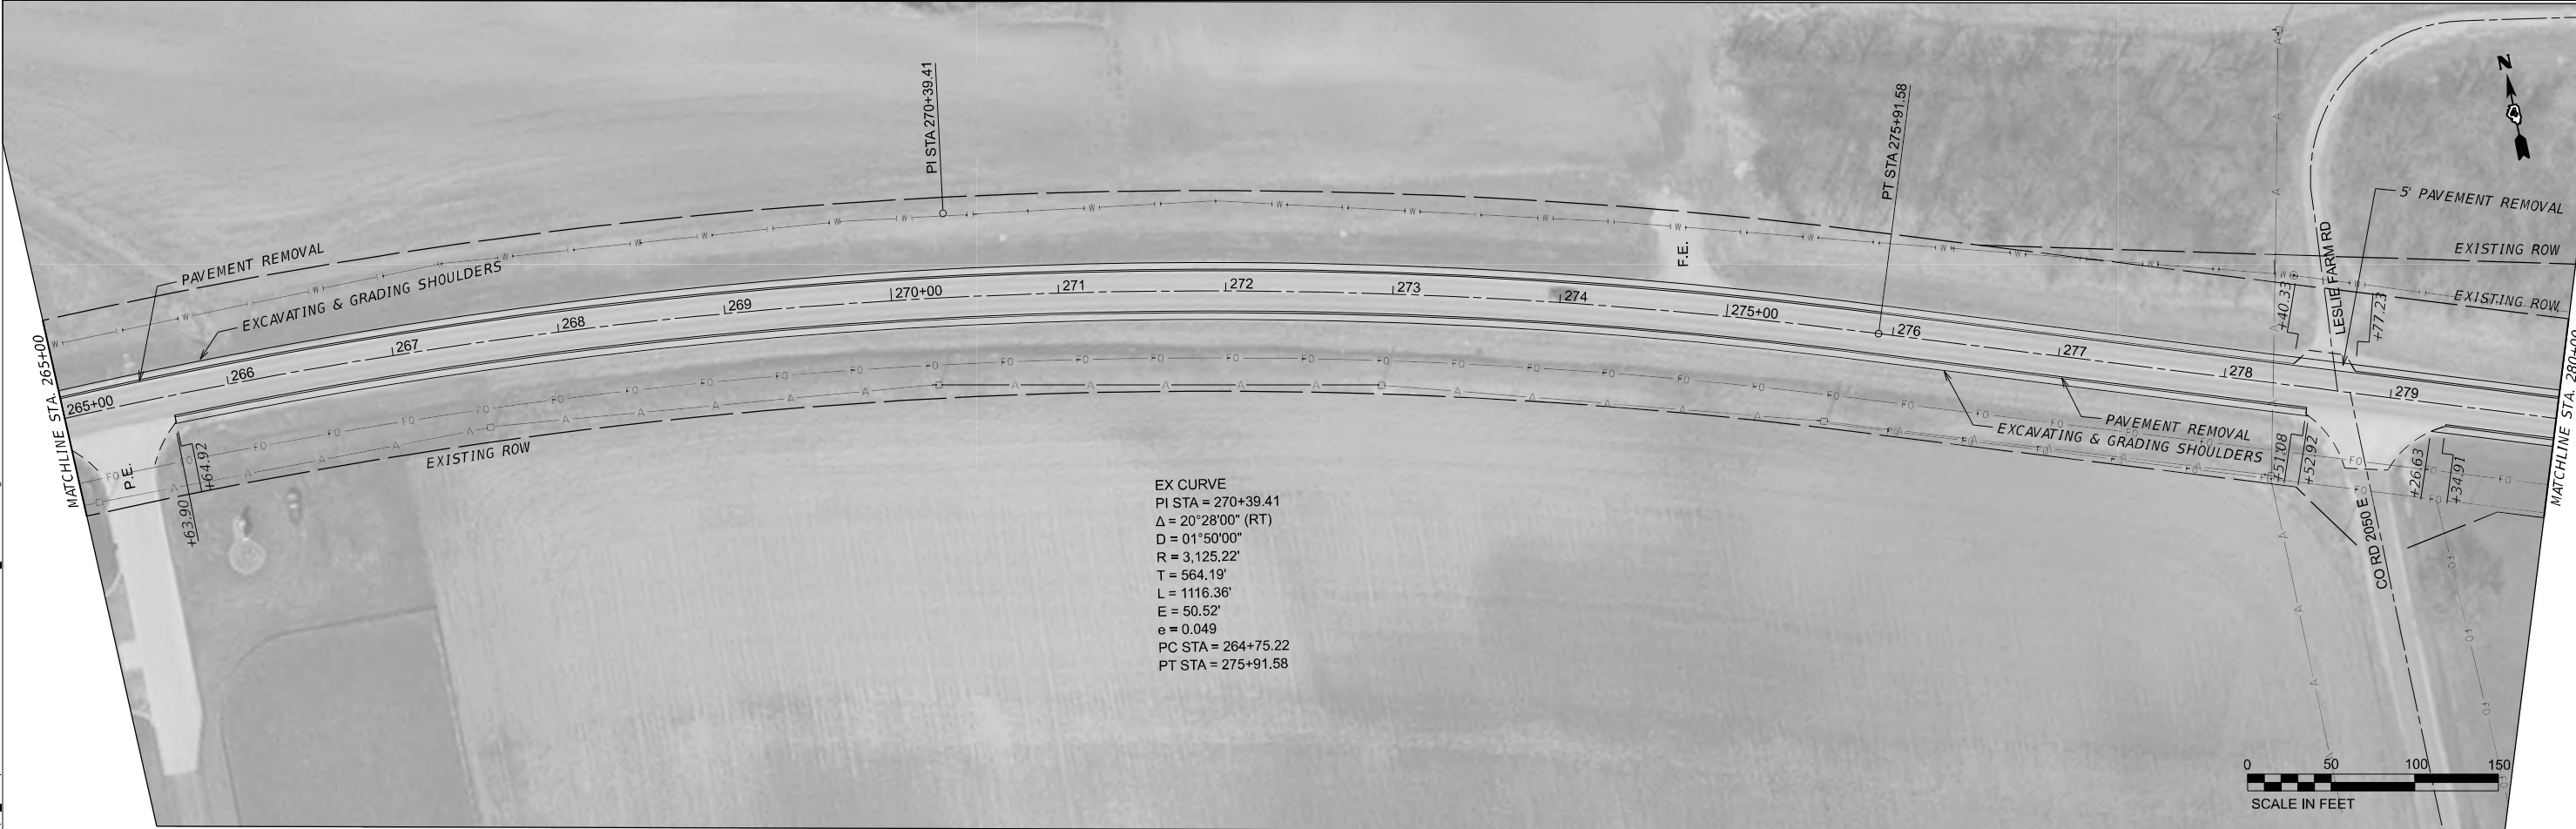 PI STA 270+39.41
PT STA 275+91.58
N
5' PAVEMENT REMOVAL
PAVEMENT REMOVAL
EXCAVATING & GRADING SHOULDERS
F.E.
LESLIE FARM RD
EXISTING ROW
EXISTING ROW
+40.33
+77.23
MATCHLINE STA. 265+00
265+00
266
267
268
269
270+00
271
272
273
274
275+00
276
277
278
279
MATCHLINE STA. 280+00
P.E.
+63.90
+64.92
EXISTING ROW
PAVEMENT REMOVAL
EXCAVATING & GRADING SHOULDERS
+51.08
+52.92
+26.63
+34.91
CO RD 2050 E
EX CURVE
PI STA = 270+39.41
Δ = 20°28'00" (RT)
D = 01°50'00"
R = 3,125.22'
T = 564.19'
L = 1116.36'
E = 50.52'
e = 0.049
PC STA = 264+75.22
PT STA = 275+91.58
0 50 100 150
SCALE IN FEET